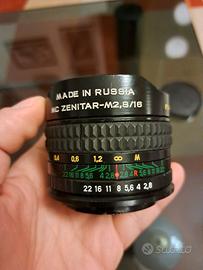 MADE IN RUSSIA
MC ZENITAR-M2,8/16
0.4 0.6 1.2 ∞ M
22 16 11 8 5.6 4 2.8
SUBITO